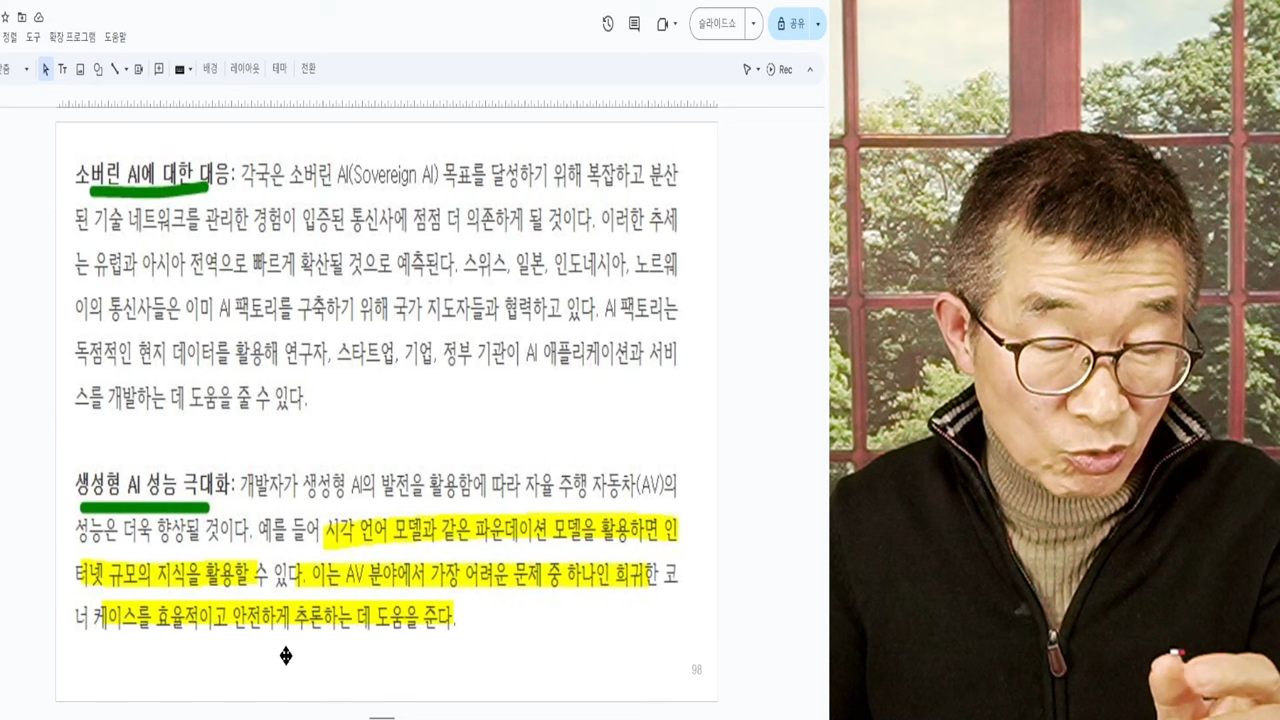 정렬 도구 확장 프로그램 도움말
슬라이드쇼
공유
배경 레이아웃 테마 전환
Rec
소버린 AI에 대한 대응: 각국은 소버린 AI(Sovereign AI) 목표를 달성하기 위해 복잡하고 분산
된 기술 네트워크를 관리한 경험이 입증된 통신사에 점점 더 의존하게 될 것이다. 이러한 추세
는 유럽과 아시아 전역으로 빠르게 확산될 것으로 예측된다. 스위스, 일본, 인도네시아, 노르웨
이의 통신사들은 이미 AI 팩토리를 구축하기 위해 국가 지도자들과 협력하고 있다. AI 팩토리는
독점적인 현지 데이터를 활용해 연구자, 스타트업, 기업, 정부 기관이 AI 애플리케이션과 서비
스를 개발하는 데 도움을 줄 수 있다.
생성형 AI 성능 극대화: 개발자가 생성형 AI의 발전을 활용함에 따라 자율 주행 자동차(AV)의
성능은 더욱 향상될 것이다. 예를 들어 시각 언어 모델과 같은 파운데이션 모델을 활용하면 인
터넷 규모의 지식을 활용할 수 있다. 이는 AV 분야에서 가장 어려운 문제 중 하나인 희귀한 코
너 케이스를 효율적이고 안전하게 추론하는 데 도움을 준다.
98